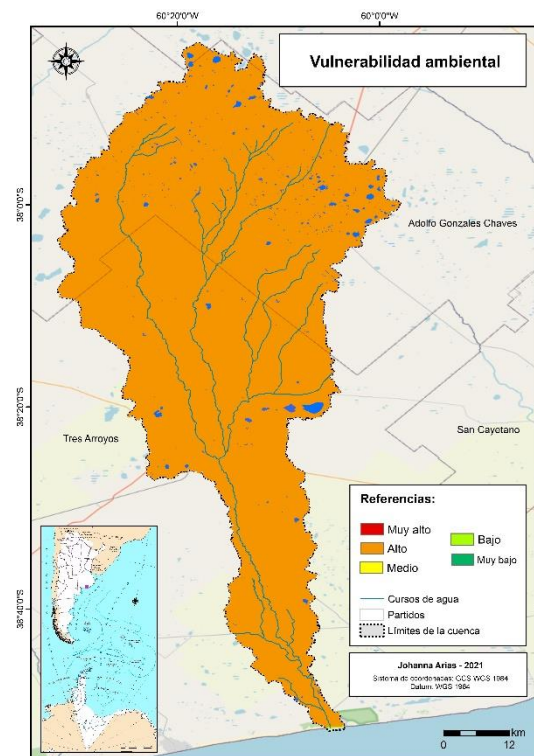 60°20'0"O
60°0'0"O
Vulnerabilidad ambiental
38°0'0"S
Adolfo Gonzales Chaves
38°20'0"S
Tres Arroyos
San Cayetano
Referencias:
Muy alto
Alto
Medio
Bajo
Muy bajo
Cursos de agua
Partidos
Límites de la cuenca
38°40'0"S
Johanna Arias - 2021
Sistema de coordenadas: CCS WCS 1984
Datum: WGS 1984
km
0
12